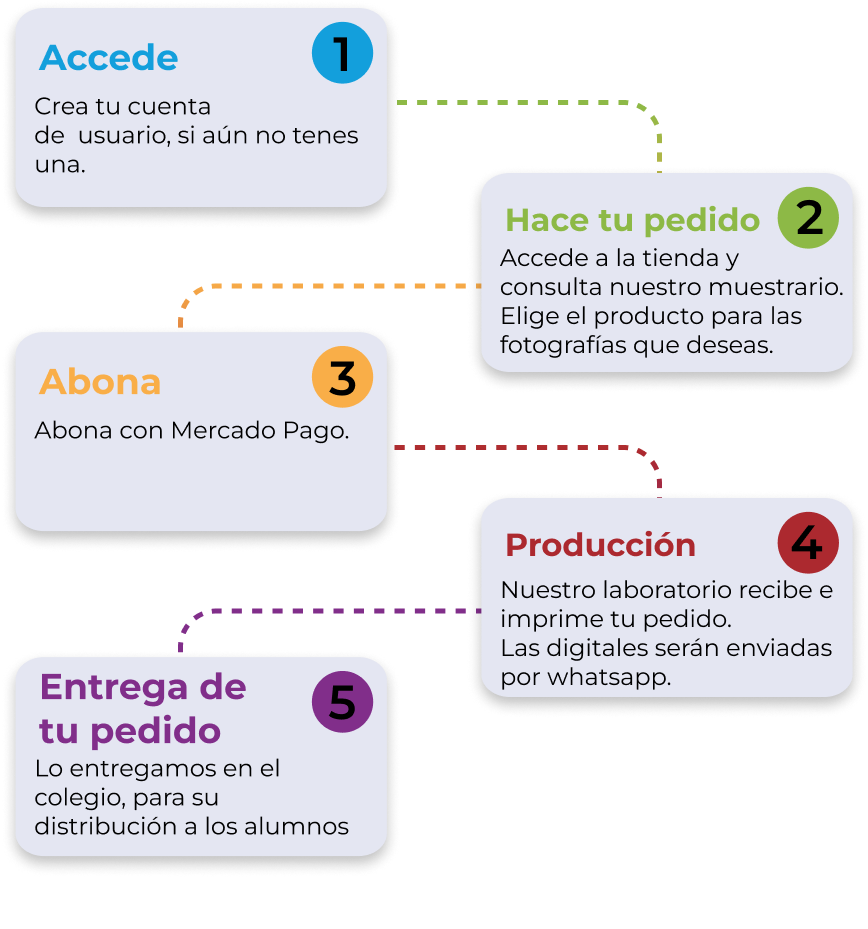 Accede
1
Crea tu cuenta
de  usuario, si aún no tenes
una.
Hace tu pedido
2
Accede a la tienda y
consulta nuestro muestrario.
Elige el producto para las
fotografías que deseas.
Abona
3
Abona con Mercado Pago.
Producción
4
Nuestro laboratorio recibe e
imprime tu pedido.
Las digitales serán enviadas
por whatsapp.
Entrega de
tu pedido
5
Lo entregamos en el
colegio, para su
distribución a los alumnos